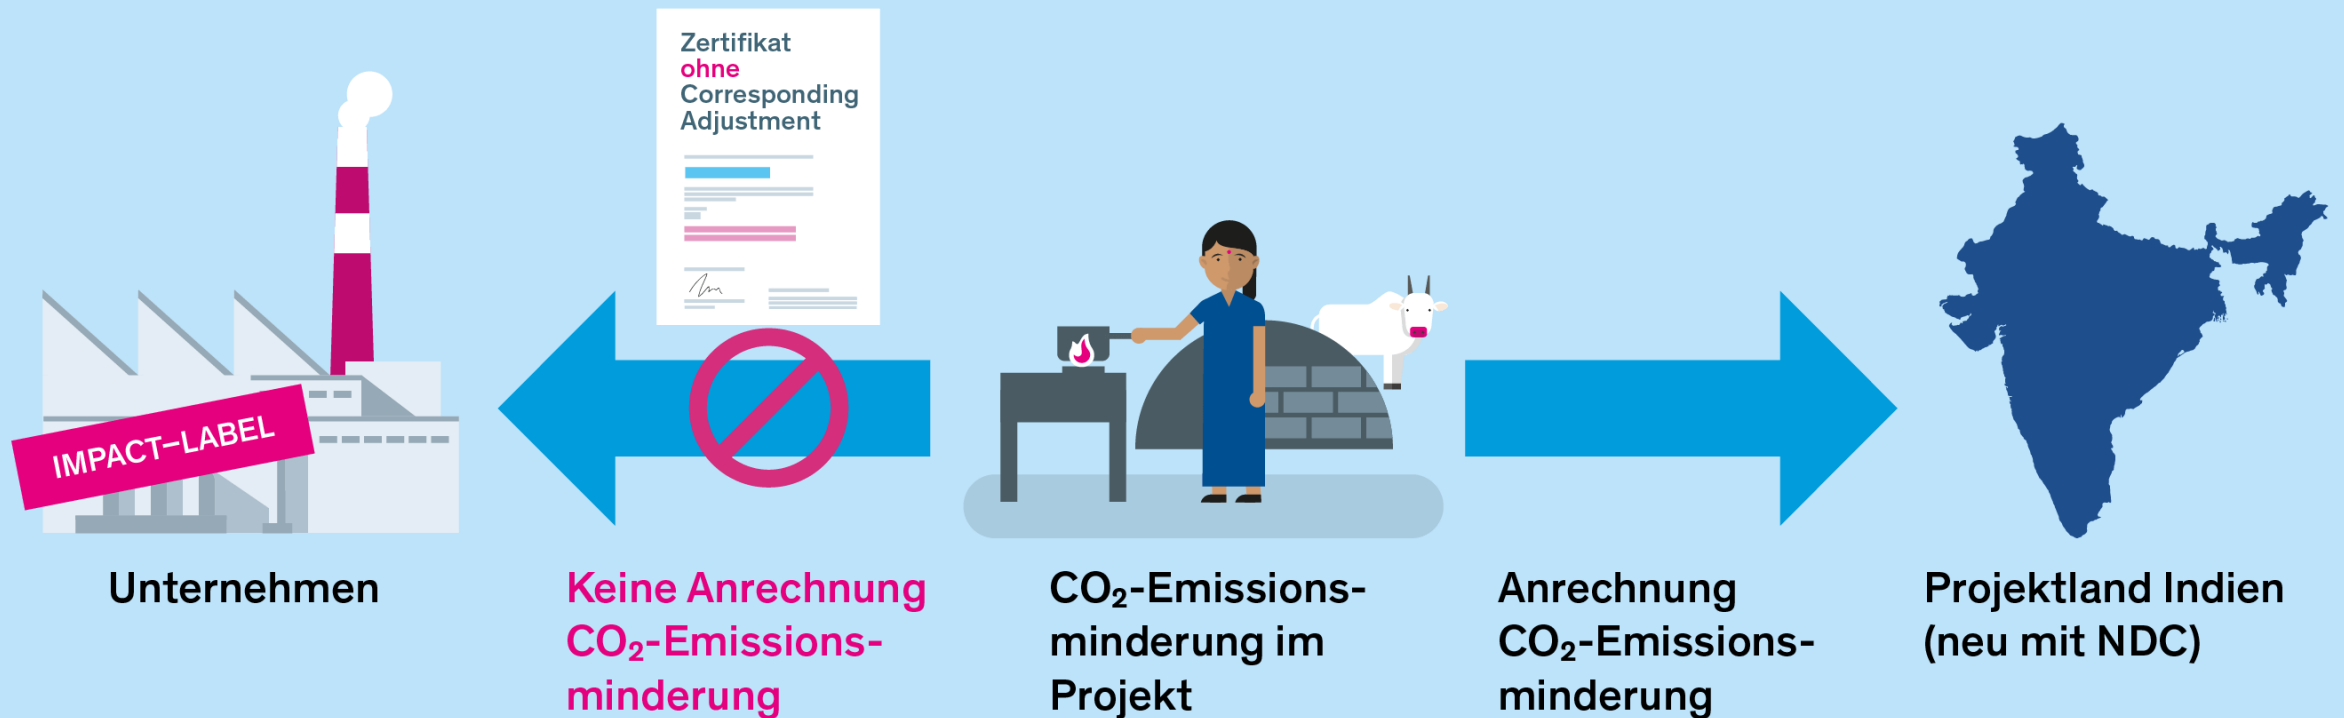 Zertifikat
ohne
Corresponding
Adjustment
IMPACT–LABEL
Unternehmen
Keine Anrechnung
CO₂-Emissions-
minderung
CO₂-Emissions-
minderung im
Projekt
Anrechnung
CO₂-Emissions-
minderung
Projektland Indien
(neu mit NDC)